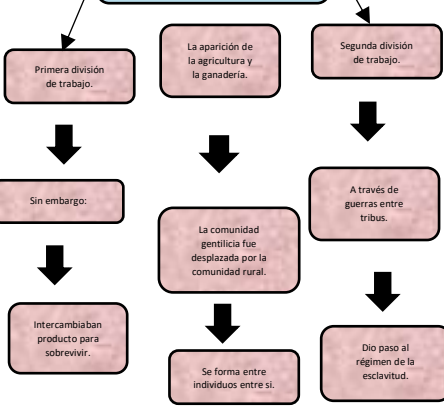 Primera división
de trabajo.
Sin embargo:
Intercambiaban
producto para
sobrevivir.
La aparición de
la agricultura y
la ganadería.
La comunidad
gentilicia fue
desplazada por la
comunidad rural.
Se forma entre
individuos entre si.
Segunda división
de trabajo.
A través de
guerras entre
tribus.
Dio paso al
régimen de la
esclavitud.